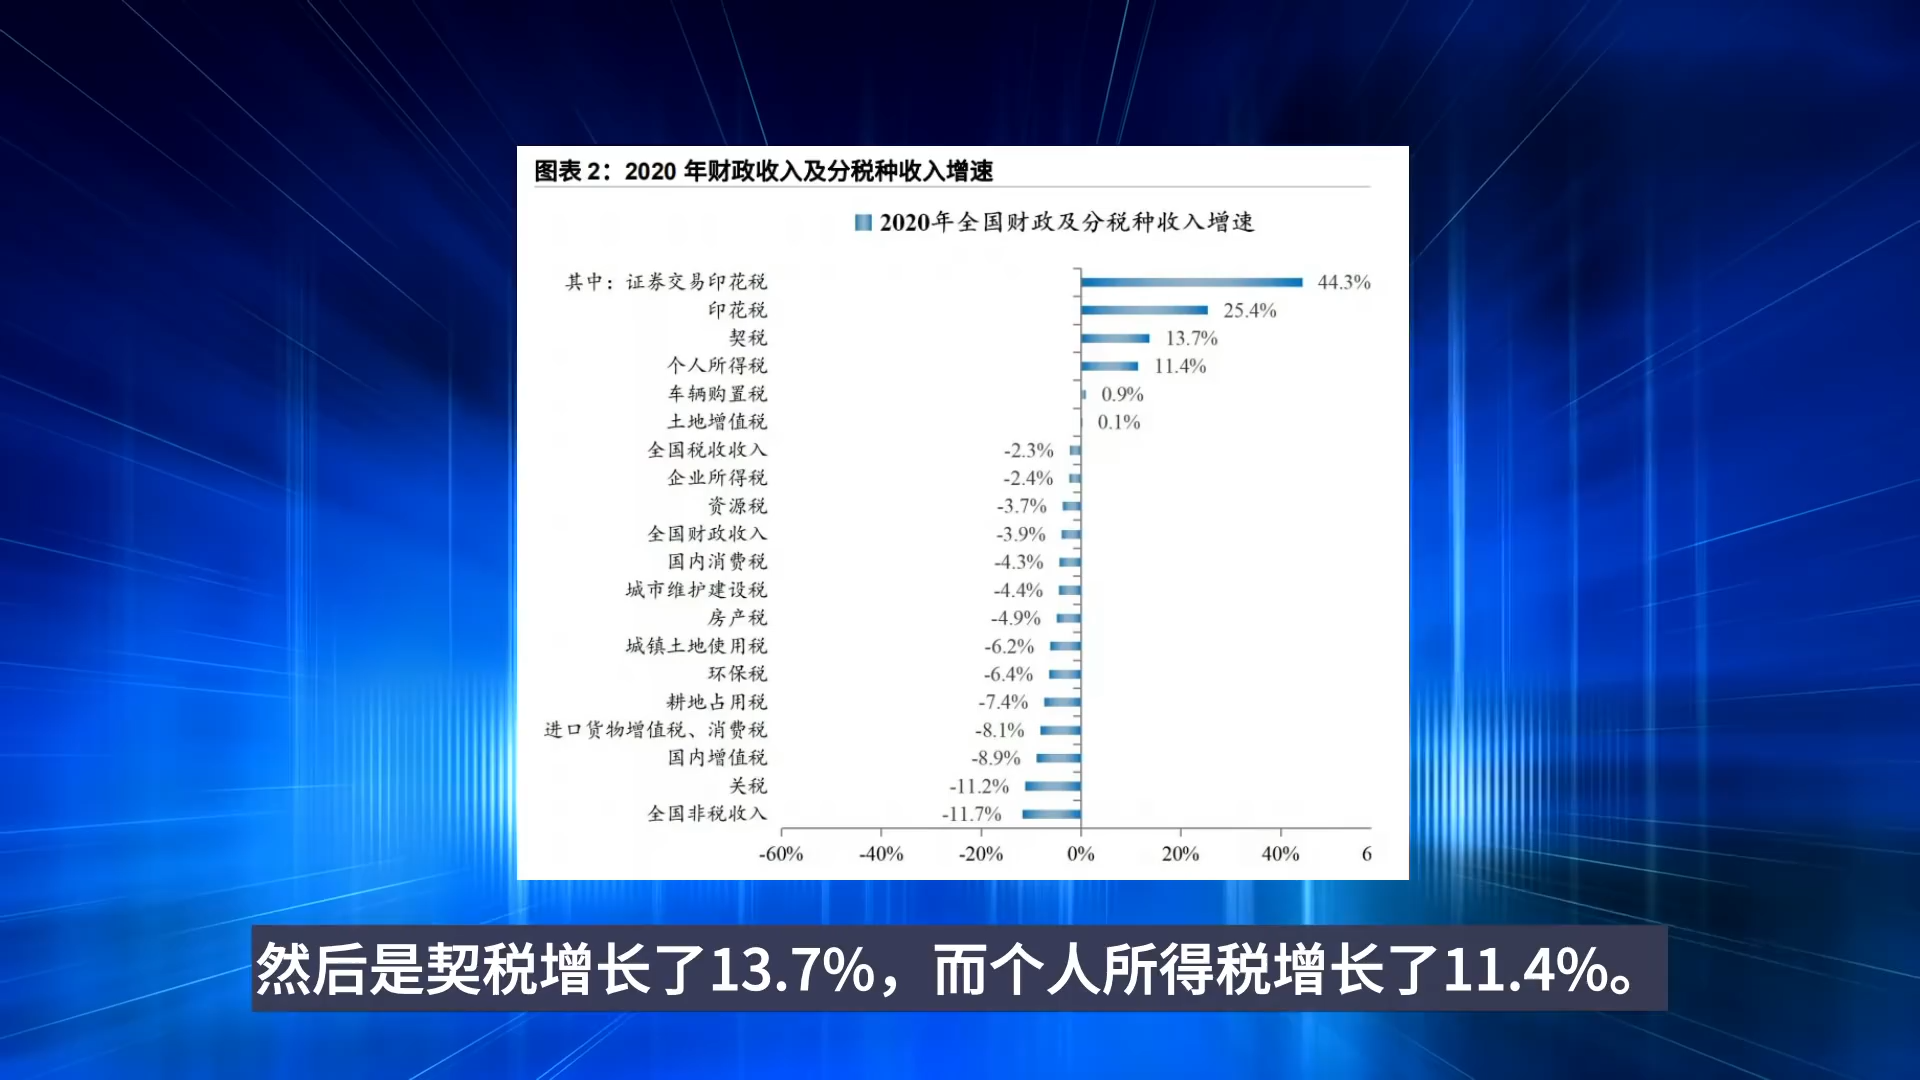 图表 2：2020 年财政收入及分税种收入增速
2020年全国财政及分税种收入增速
其中：证券交易印花税 44.3%
印花税 25.4%
契税 13.7%
个人所得税 11.4%
车辆购置税 0.9%
土地增值税 0.1%
全国税收收入 -2.3%
企业所得税 -2.4%
资源税 -3.7%
全国财政收入 -3.9%
国内消费税 -4.3%
城市维护建设税 -4.4%
房产税 -4.9%
城镇土地使用税 -6.2%
环保税 -6.4%
耕地占用税 -7.4%
进口货物增值税、消费税 -8.1%
国内增值税 -8.9%
关税 -11.2%
全国非税收入 -11.7%
-60% -40% -20% 0% 20% 40% 6
然后是契税增长了13.7%，而个人所得税增长了11.4%。